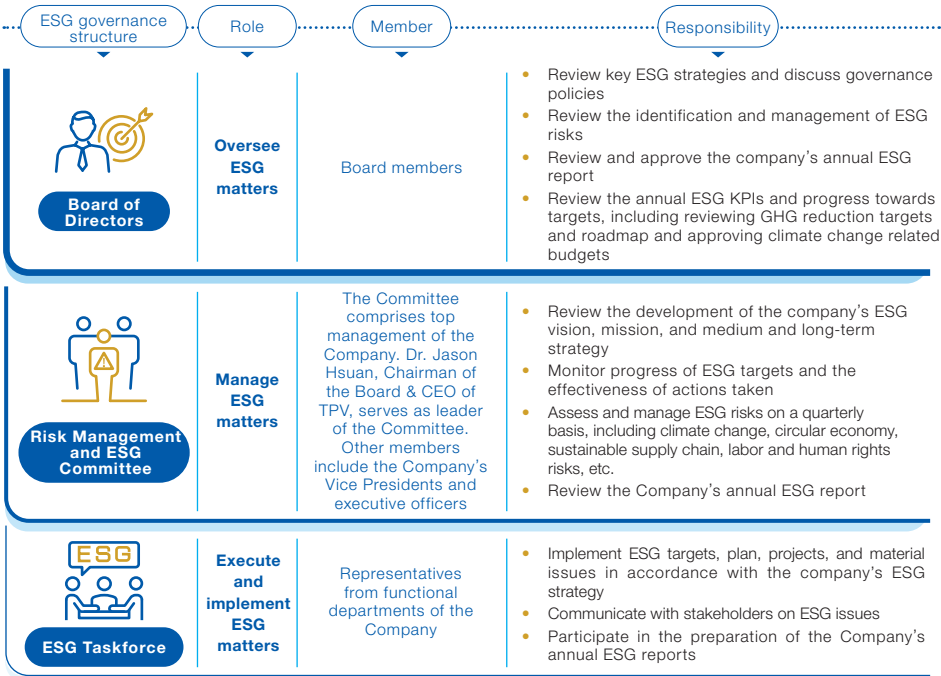 ESG governance
structure
Role
Member
Responsibility
Board of
Directors
Oversee
ESG
matters
Board members
• Review key ESG strategies and discuss governance
policies
• Review the identification and management of ESG
risks
• Review and approve the company's annual ESG
report
• Review the annual ESG KPIs and progress towards
targets, including reviewing GHG reduction targets
and roadmap and approving climate change related
budgets
Risk Management
and ESG
Committee
Manage
ESG
matters
The Committee
comprises top
management of the
Company. Dr. Jason
Hsuan, Chairman of
the Board & CEO of
TPV, serves as leader
of the Committee.
Other members
include the Company's
Vice Presidents and
executive officers
• Review the development of the company's ESG
vision, mission, and medium and long-term
strategy
• Monitor progress of ESG targets and the
effectiveness of actions taken
• Assess and manage ESG risks on a quarterly
basis, including climate change, circular economy,
sustainable supply chain, labor and human rights
risks, etc.
• Review the Company's annual ESG report
ESG
ESG Taskforce
Execute
and
implement
ESG
matters
Representatives
from functional
departments of the
Company
• Implement ESG targets, plan, projects, and material
issues in accordance with the company's ESG
strategy
• Communicate with stakeholders on ESG issues
• Participate in the preparation of the Company's
annual ESG reports